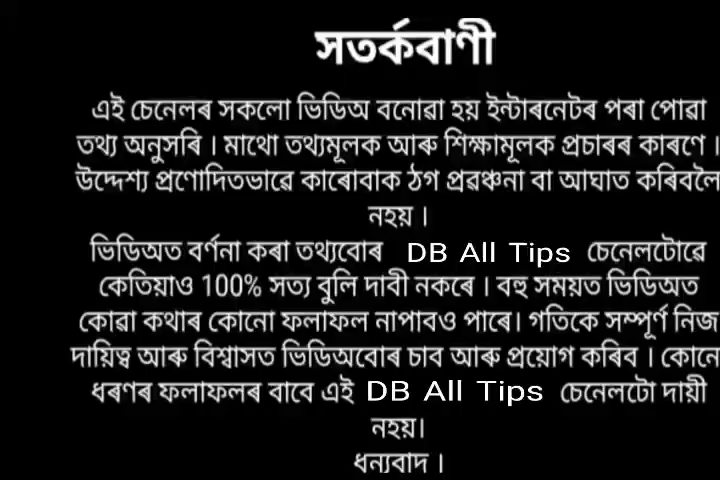 সতৰ্কবাণী
এই চেনেলৰ সকলো ভিডিঅ বনোৱা হয় ইন্টাৰনেটৰ পৰা পোৱা
তথ্য অনুসৰি । মাথো তথ্যমূলক আৰু শিক্ষামূলক প্ৰচাৰৰ কাৰণে ।
উদ্দেশ্য প্ৰণোদিতভাৱে কাৰোবাক ঠগ প্ৰৱঞ্চনা বা আঘাত কৰিবলৈ
নহয় ।
ভিডিঅত বৰ্ণনা কৰা তথ্যবোৰ DB All Tips চেনেলটোৱে
কেতিয়াও 100% সত্য বুলি দাবী নকৰে । বহু সময়ত ভিডিঅত
কোৱা কথাৰ কোনো ফলাফল নাপাবও পাৰে। গতিকে সম্পূৰ্ণ নিজ
দায়িত্ব আৰু বিশ্বাসত ভিডিঅবোৰ চাব আৰু প্ৰয়োগ কৰিব । কোনো
ধৰণৰ ফলাফলৰ বাবে এই DB All Tips চেনেলটো দায়ী
নহয়।
ধন্যবাদ ।